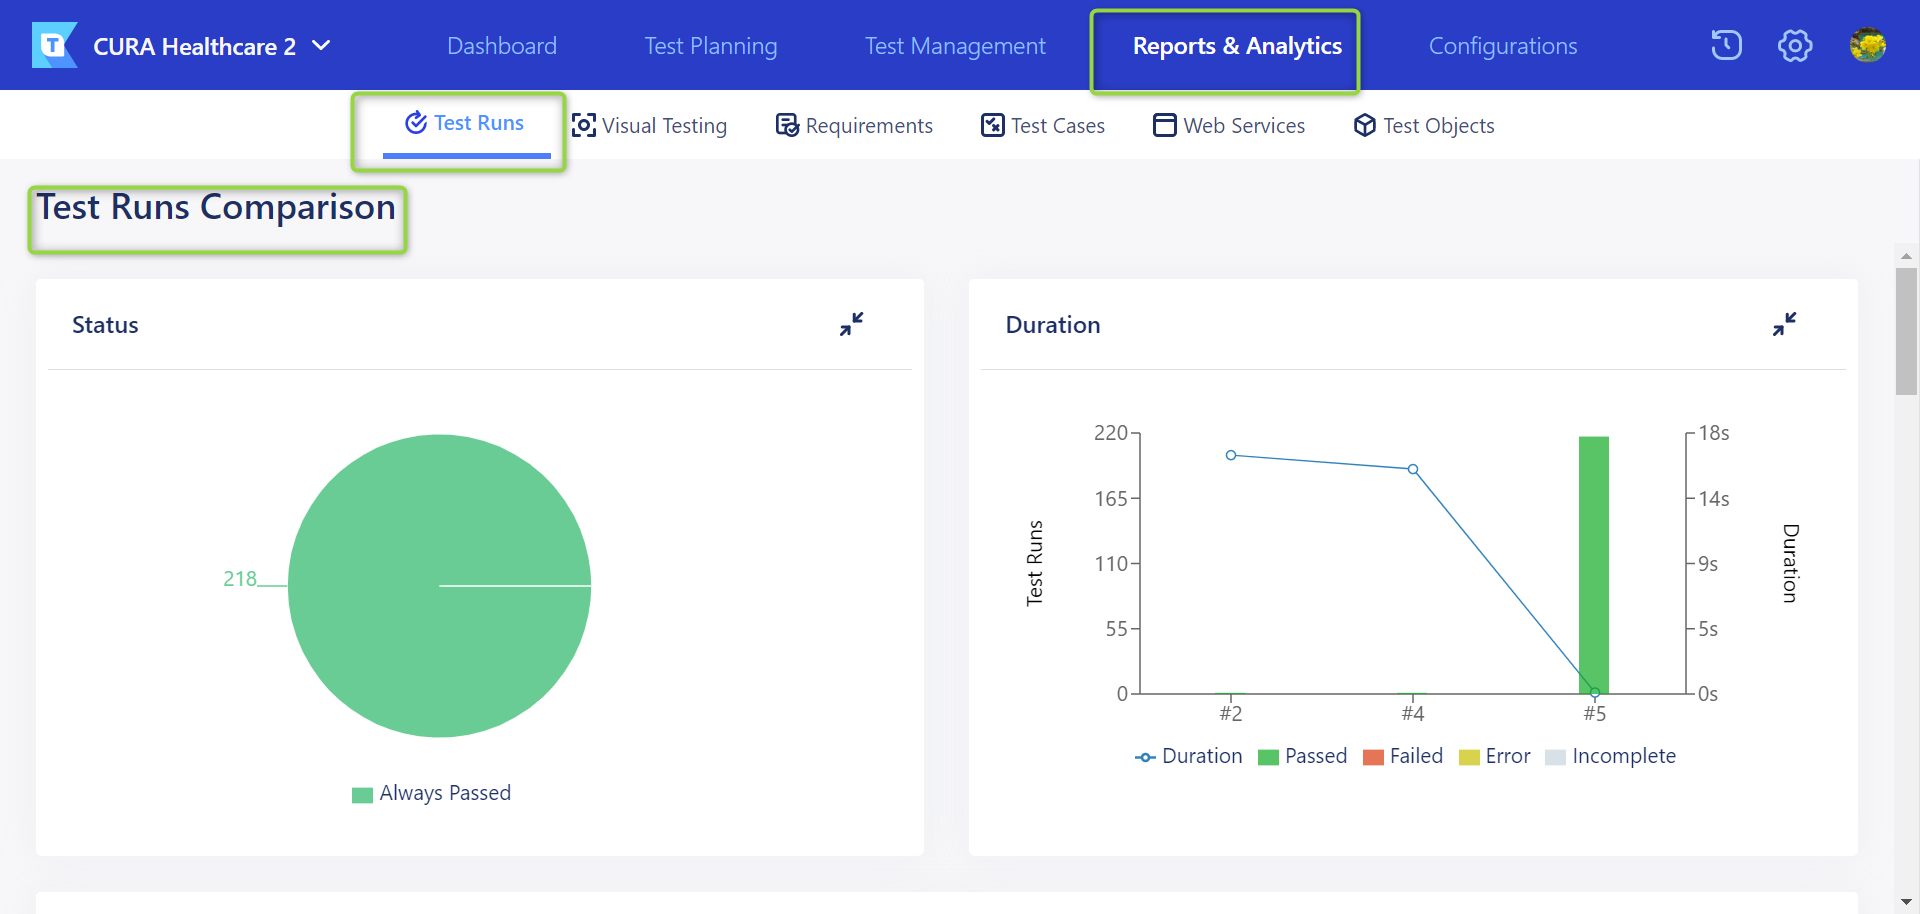 T CURA Healthcare 2 Dashboard Test Planning Test Management Reports & Analytics Configurations
Test Runs Visual Testing Requirements Test Cases Web Services Test Objects
Test Runs Comparison
Status
218
Always Passed
Duration
220
165
110
55
0
Test Runs
18s
14s
9s
5s
0s
Duration
#2 #4 #5
Duration Passed Failed Error Incomplete